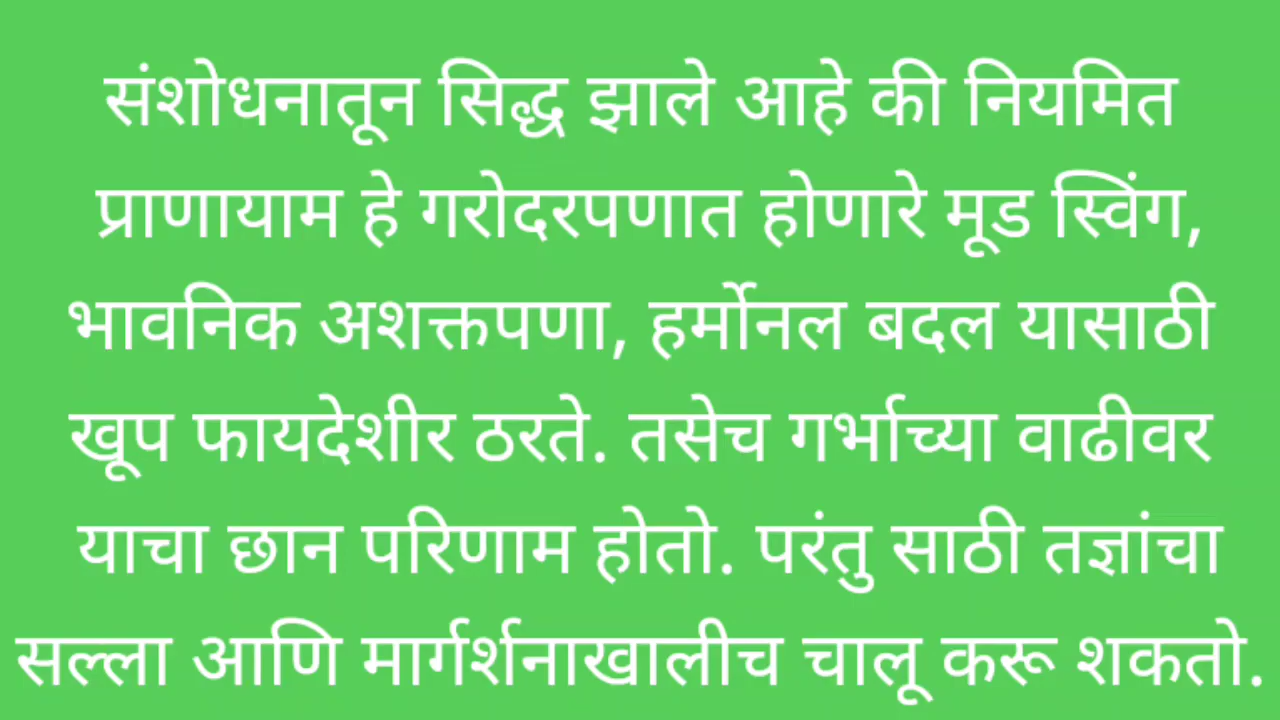 संशोधनातून सिद्ध झाले आहे की नियमित
प्राणायाम हे गरोदरपणात होणारे मूड स्विंग,
भावनिक अशक्तपणा, हर्मोनल बदल यासाठी
खूप फायदेशीर ठरते. तसेच गर्भाच्या वाढीवर
याचा छान परिणाम होतो. परंतु साठी तज्ञांचा
सल्ला आणि मार्गर्शनाखालीच चालू करू शकतो.